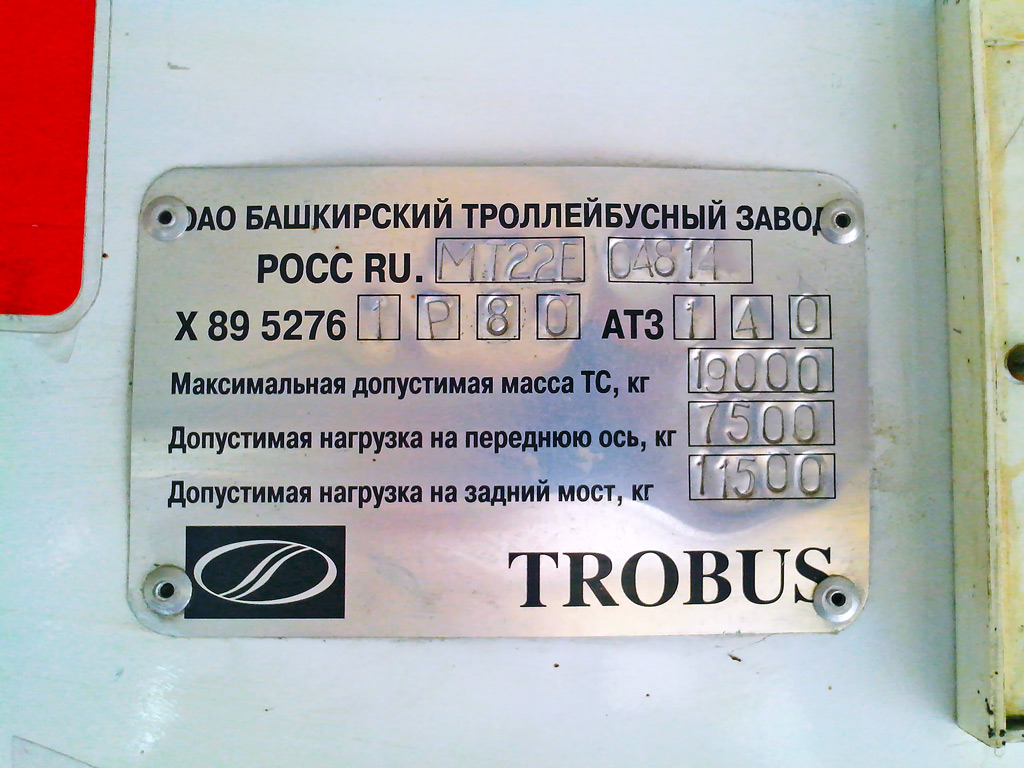 ОАО БАШКИРСКИЙ ТРОЛЛЕЙБУСНЫЙ ЗАВОД
РОСС RU. МТ22Е 04814
X 89 5276 1 P 8 0 АТЗ 1 4 0
Максимальная допустимая масса ТС, кг 19000
Допустимая нагрузка на переднюю ось, кг 7500
Допустимая нагрузка на задний мост, кг 11500
TROBUS